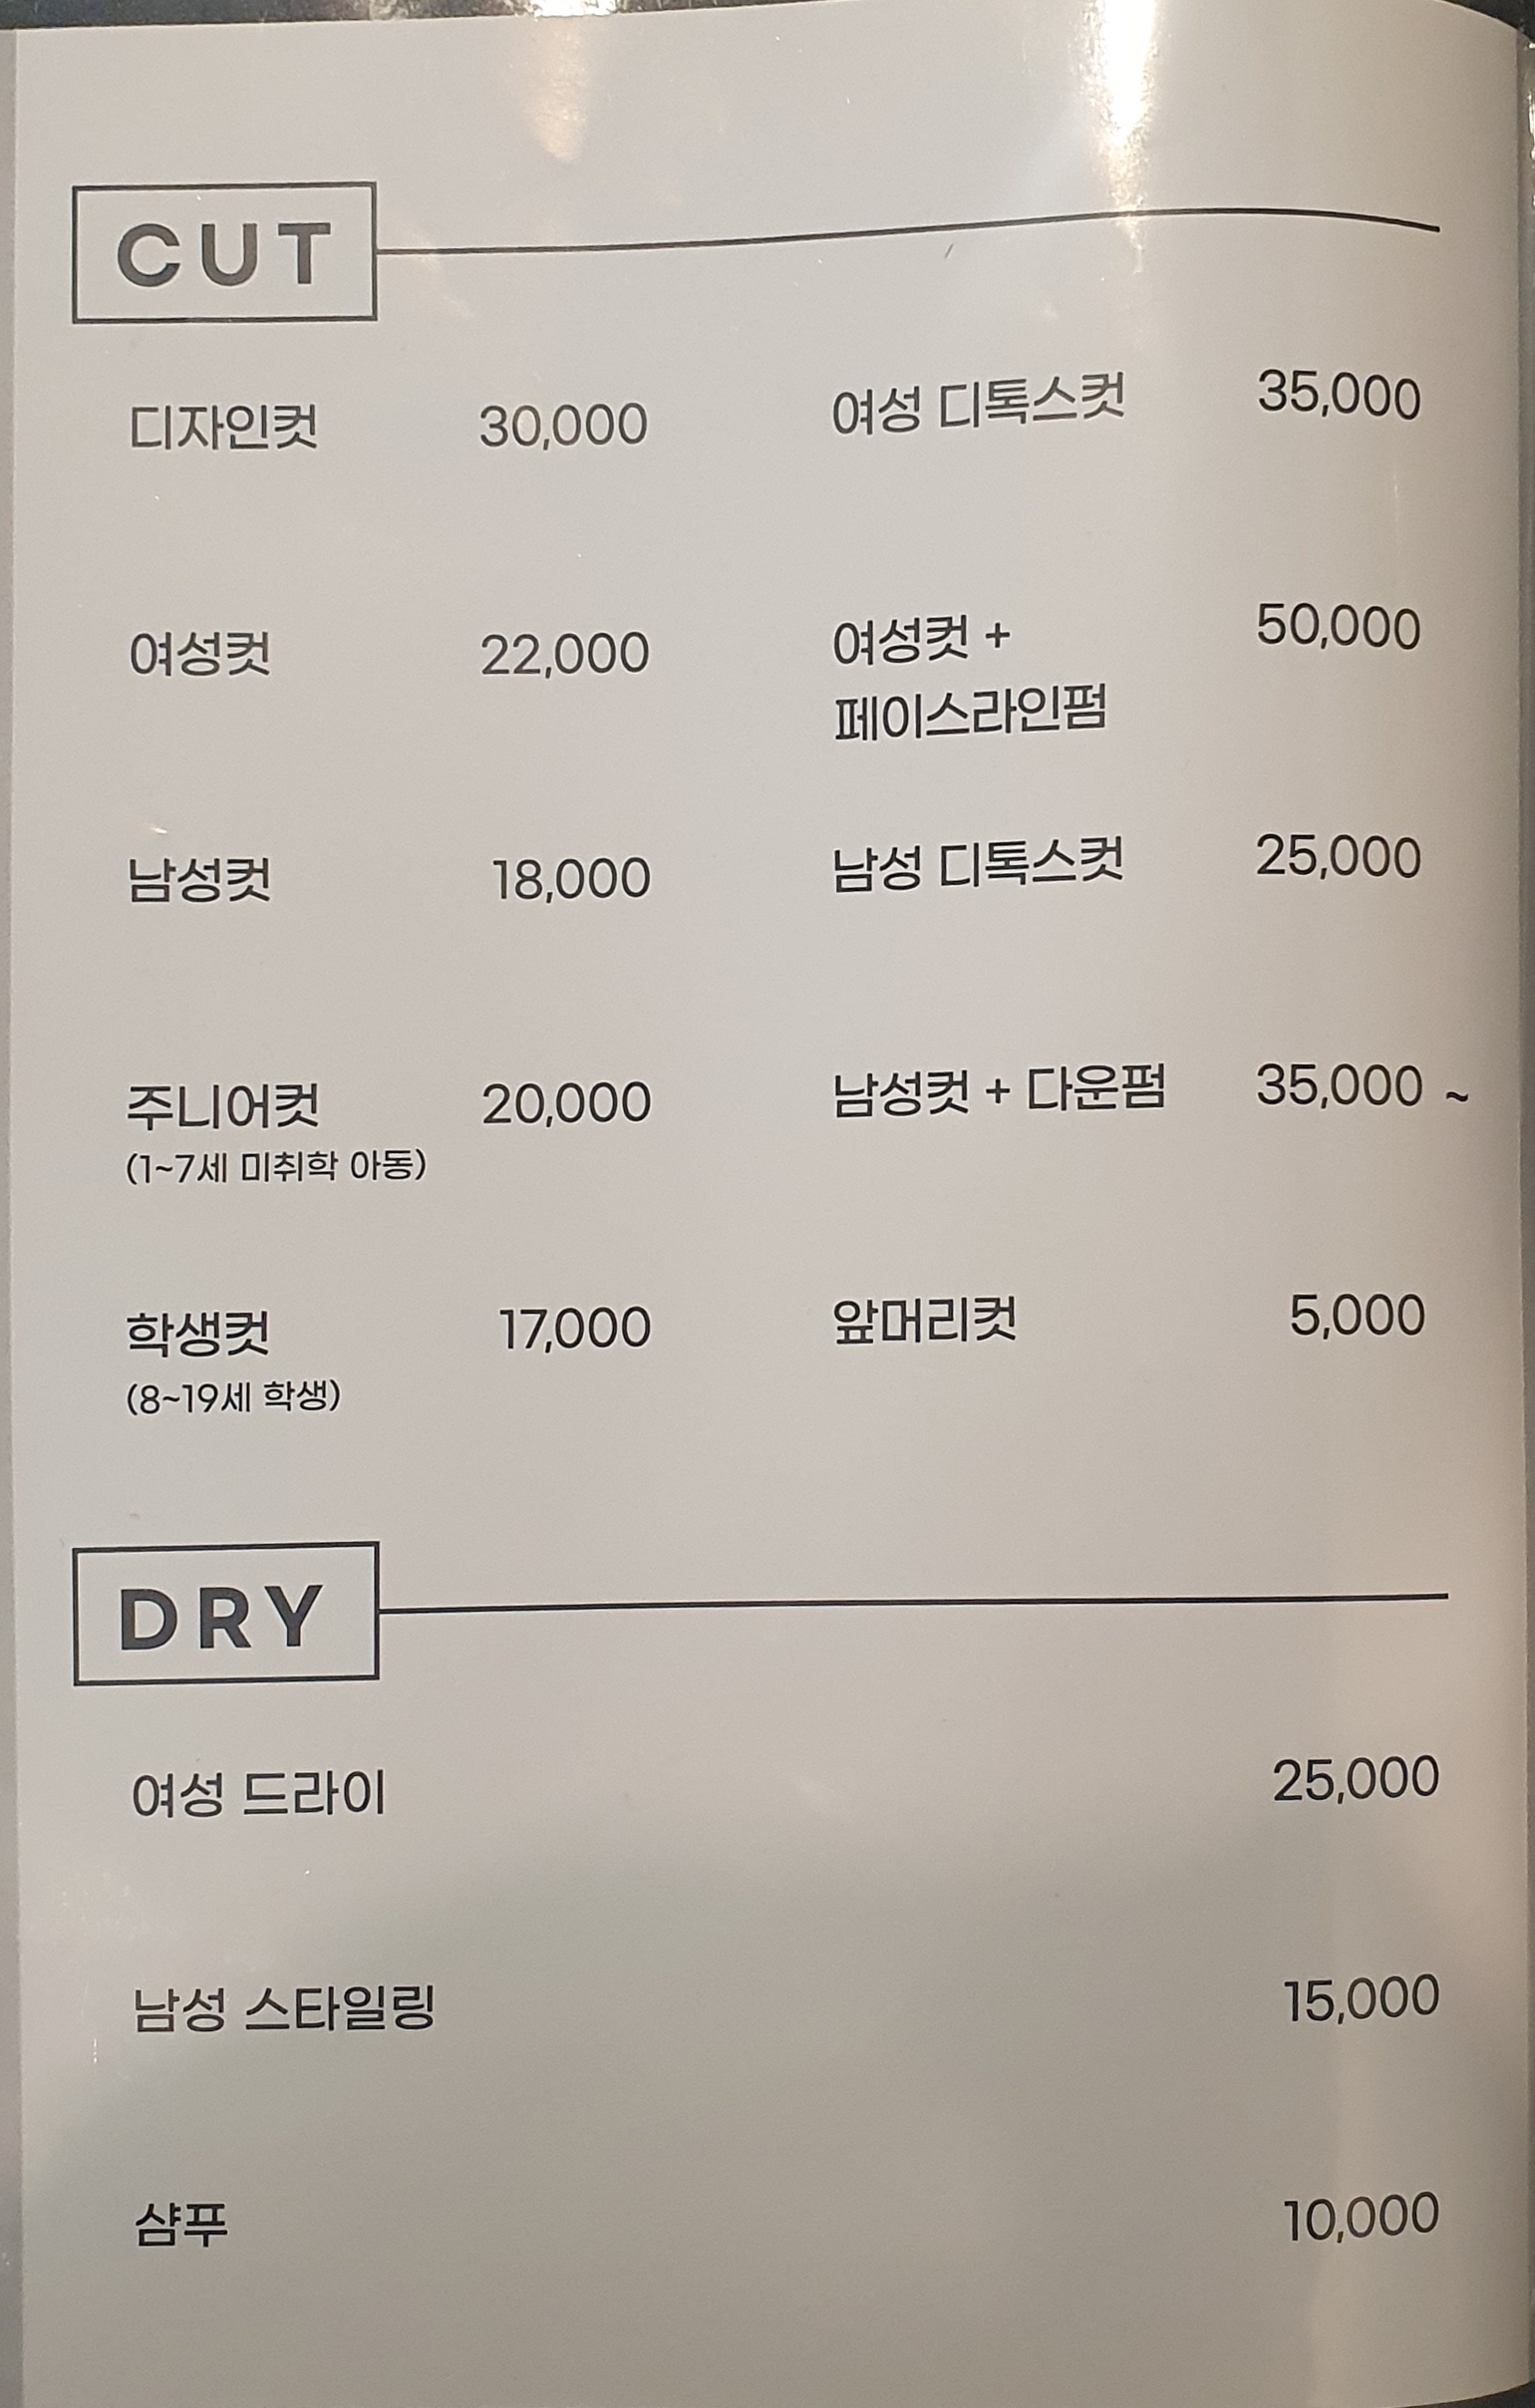 CUT
디자인컷 30,000 여성 디톡스컷 35,000
여성컷 22,000 여성컷 + 50,000
페이스라인펌
남성컷 18,000 남성 디톡스컷 25,000
주니어컷 20,000 남성컷 + 다운펌 35,000 ~
(1~7세 미취학 아동)
학생컷 17,000 앞머리컷 5,000
(8~19세 학생)
DRY
여성 드라이 25,000
남성 스타일링 15,000
샴푸 10,000